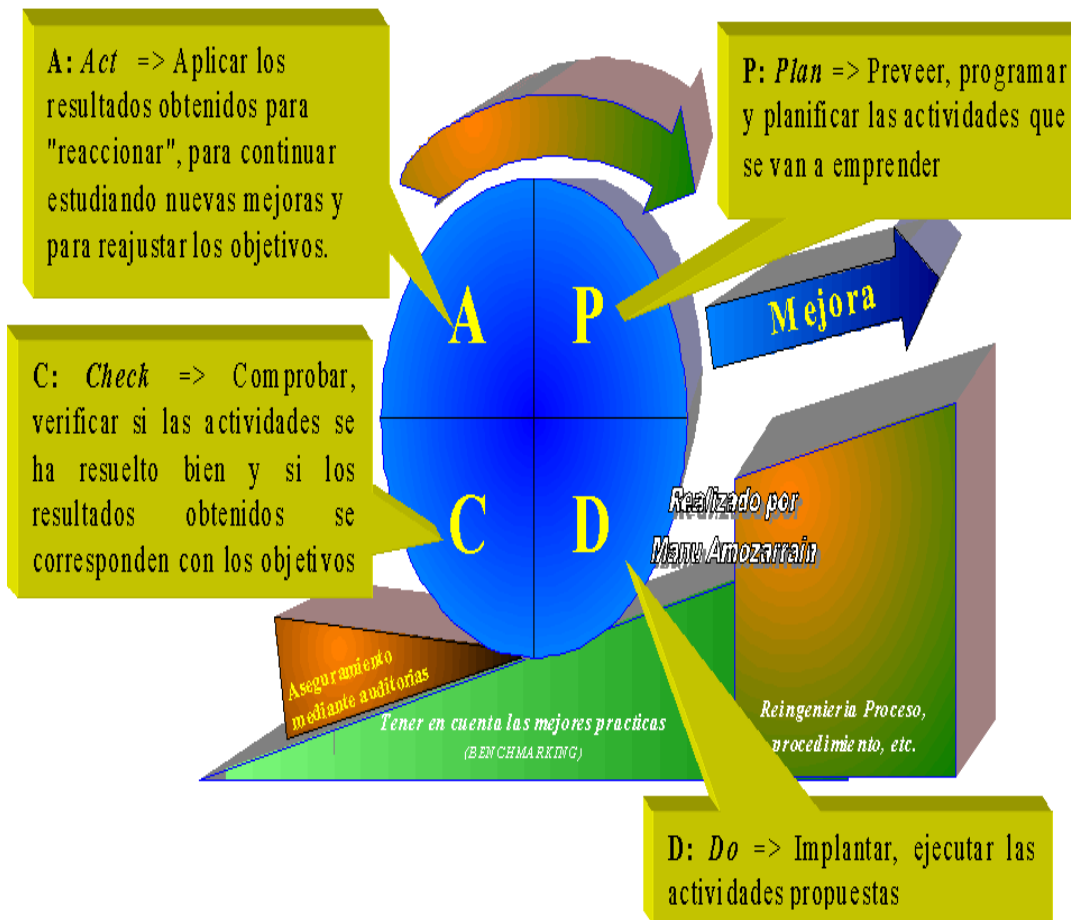 A: Act => Aplicar los
resultados obtenidos para
"reaccionar", para continuar
estudiando nuevas mejoras y
para reajustar los objetivos.
P: Plan => Preveer, programar
y planificar las actividades que
se van a emprender
A
P
Mejora
C: Check => Comprobar,
verificar si las actividades se
ha resuelto bien y si los
resultados obtenidos se
corresponden con los objetivos
C
D
Realizado por
Manu Amozarrain
Aseguramiento
mediante auditorias
Tener en cuenta las mejores practicas
(BENCHMARKING)
Reingenieria Proceso,
procedimiento, etc.
D: Do => Implantar, ejecutar las
actividades propuestas